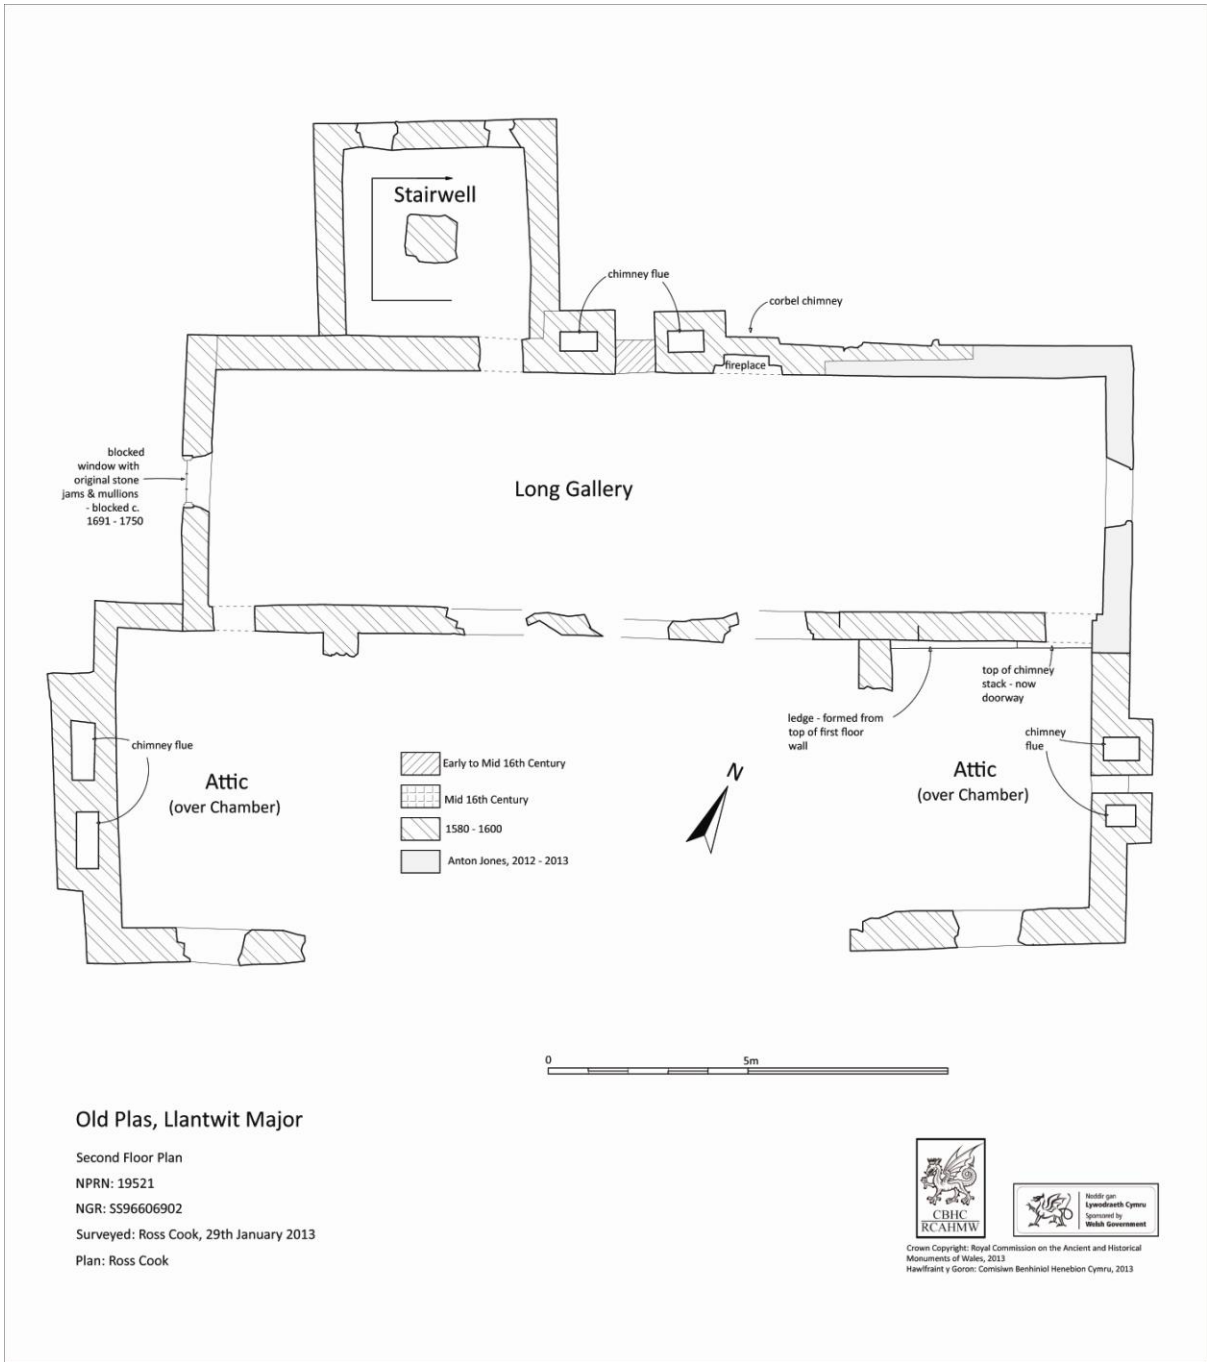 Stairwell
chimney flue
corbel chimney
fireplace
blocked
window with
original stone
jams & mullions
- blocked c.
1691 - 1750
Long Gallery
top of chimney
stack - now
doorway
ledge - formed from
top of first floor
wall
chimney
flue
chimney flue
Attic
(over Chamber)
Attic
(over Chamber)
N
Early to Mid 16th Century
Mid 16th Century
1580 - 1600
Anton Jones, 2012 - 2013
0
5m
Old Plas, Llantwit Major
Second Floor Plan
NPRN: 19521
NGR: SS96606902
Surveyed: Ross Cook, 29th January 2013
Plan: Ross Cook
CBHC
RCAHMW
Noddir gan
Lywodraeth Cymru
Sponsored by
Welsh Government
Crown Copyright: Royal Commission on the Ancient and Historical
Monuments of Wales, 2013
Hawlfraint y Goron: Comisiwn Benhiniol Henebion Cymru, 2013